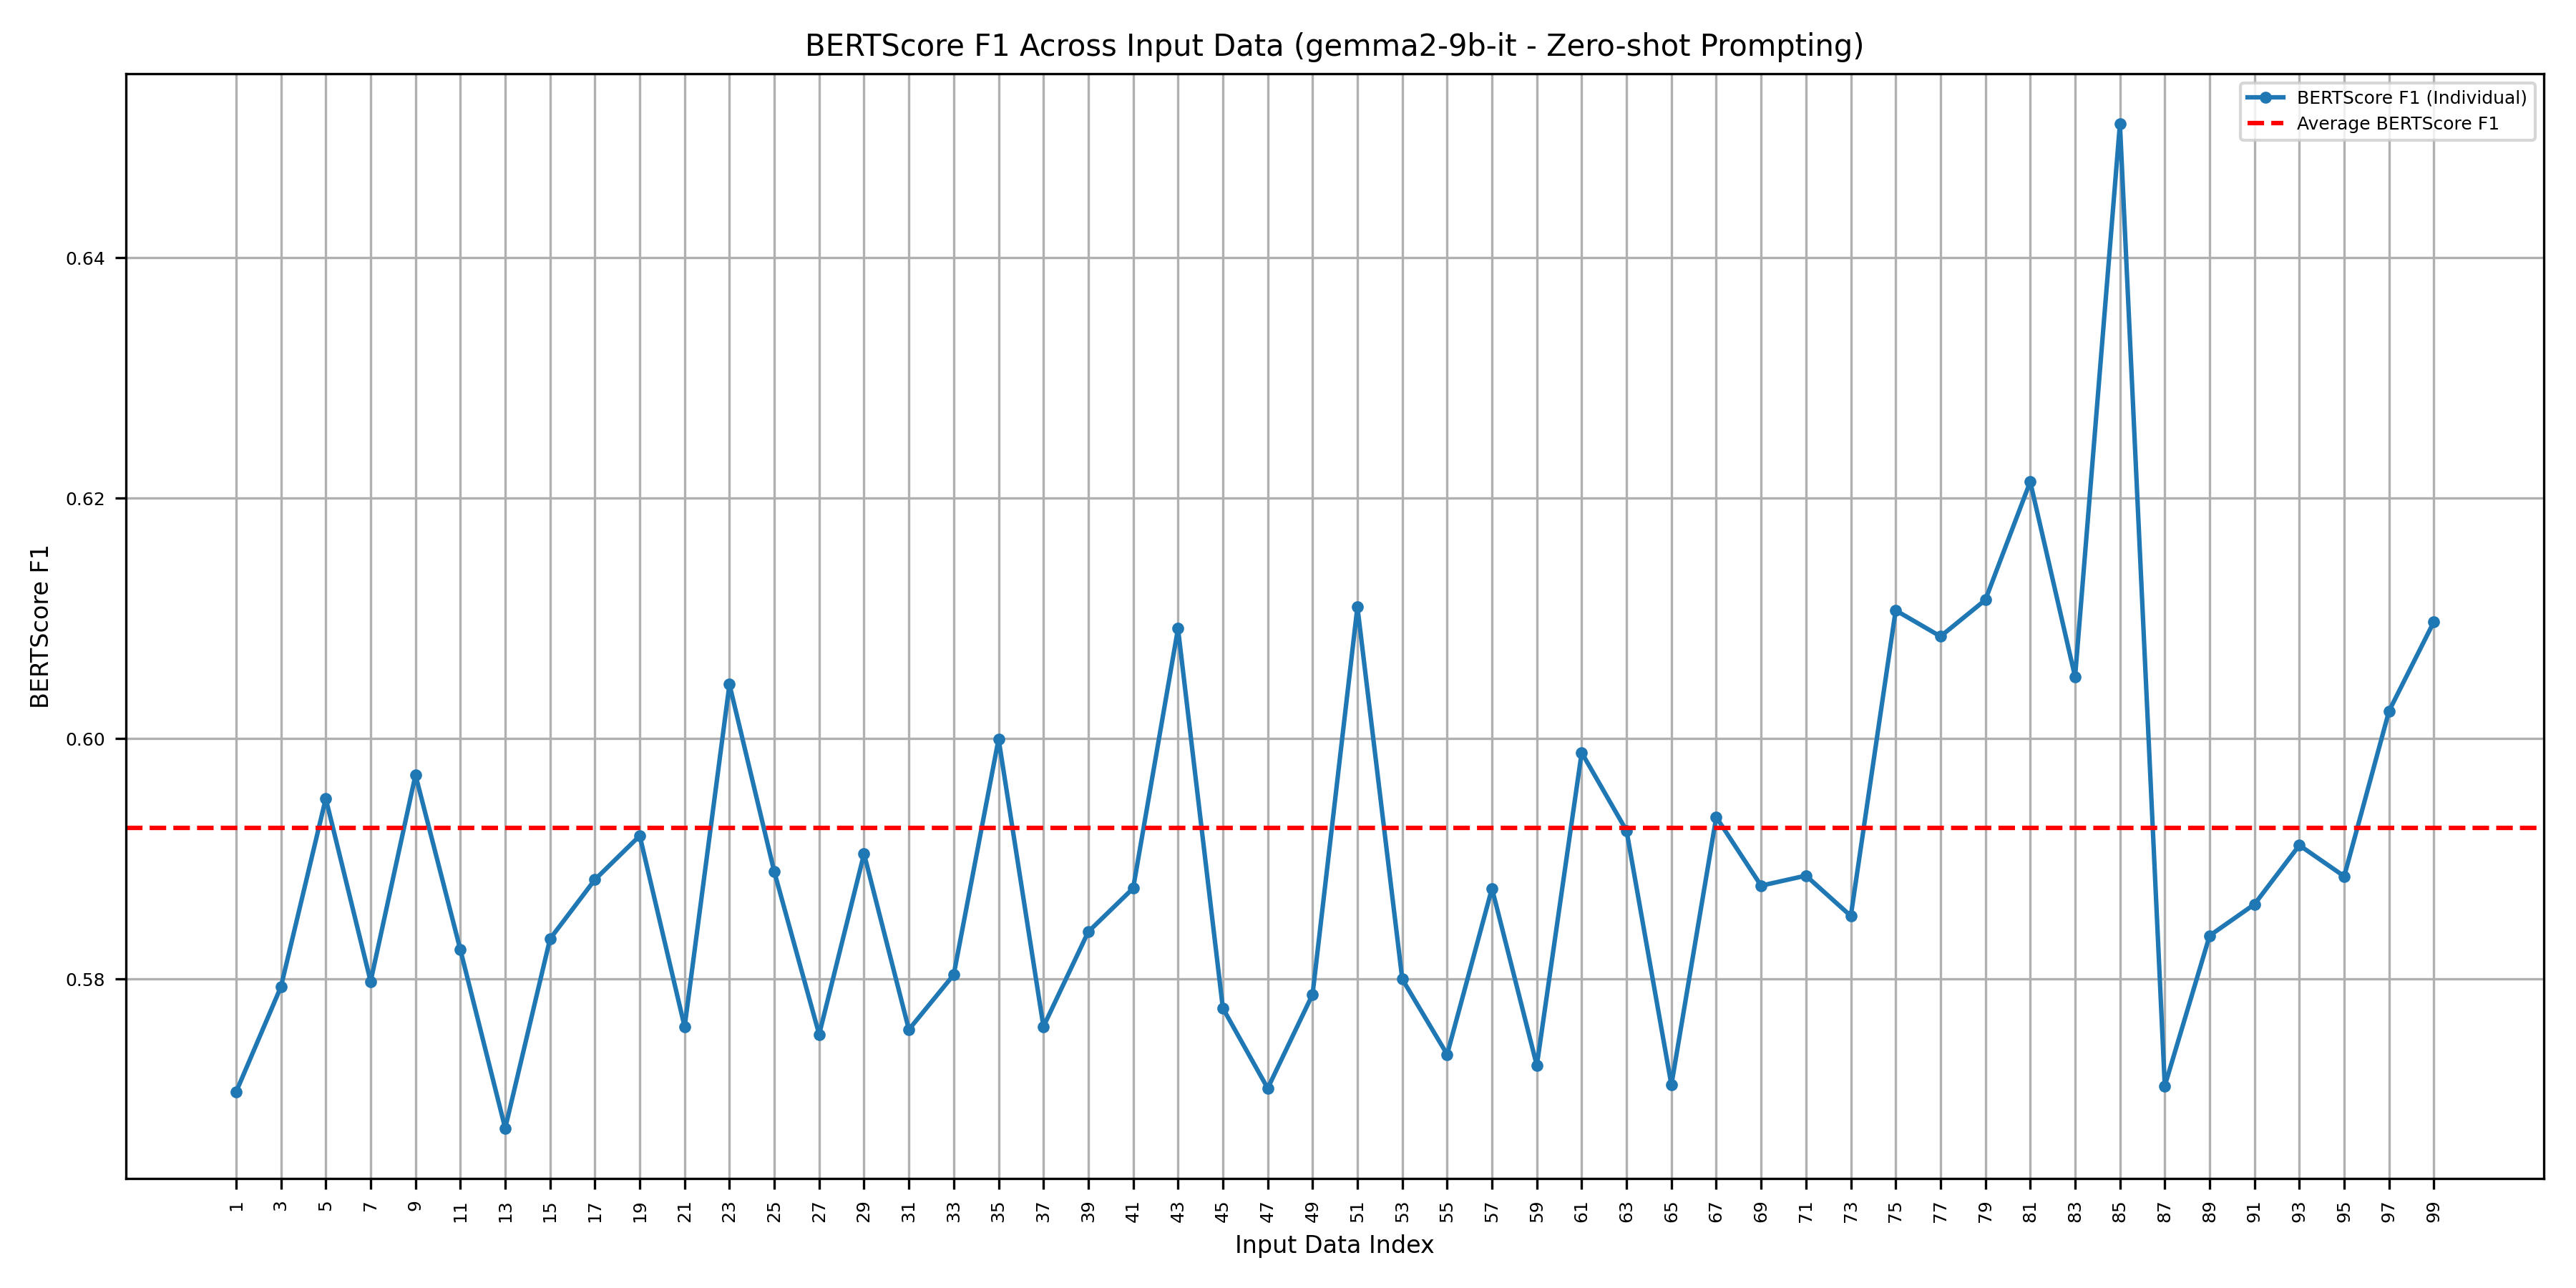 BERTScore F1 Across Input Data (gemma2-9b-it - Zero-shot Prompting)
BERTScore F1 (Individual)
Average BERTScore F1
BERTScore F1
0.64
0.62
0.60
0.58
1 3 5 7 9 11 13 15 17 19 21 23 25 27 29 31 33 35 37 39 41 43 45 47 49 51 53 55 57 59 61 63 65 67 69 71 73 75 77 79 81 83 85 87 89 91 93 95 97 99
Input Data Index